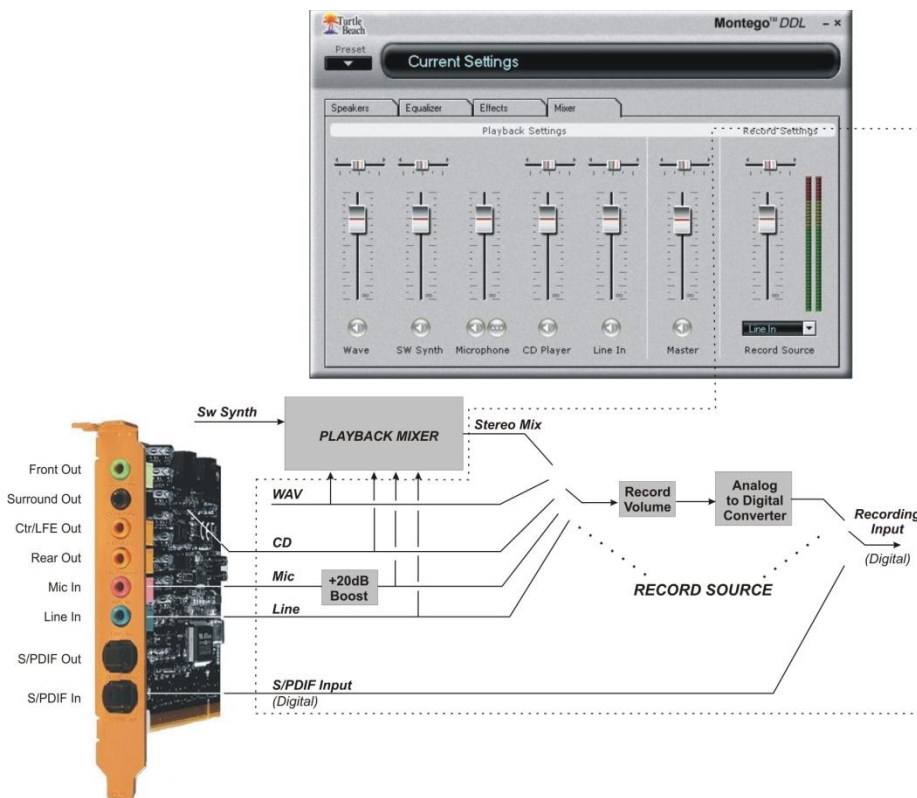 Turtle
Beach
Montego™ DDL
Preset
Current Settings
Speakers
Equalizer
Effects
Mixer
Playback Settings
Record Settings
Line In
Wave
SW Synth
Microphone
CD Player
Line In
Master
Record Source
Sw Synth
PLAYBACK MIXER
Stereo Mix
Front Out
Surround Out
Ctr/LFE Out
Rear Out
Mic In
Line In
S/PDIF Out
S/PDIF In
WAV
CD
Mic
+20dB
Boost
Line
S/PDIF Input
(Digital)
Record
Volume
Analog
to Digital
Converter
Recording
Input
(Digital)
RECORD SOURCE